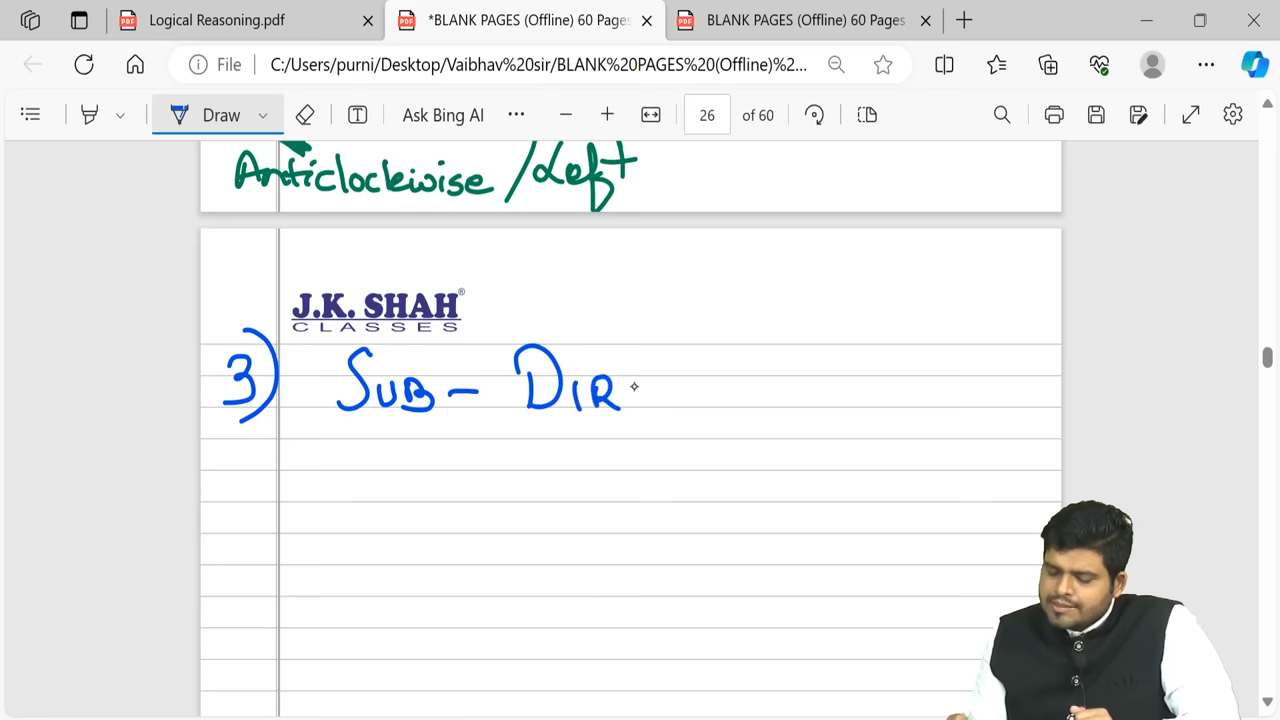 Logical Reasoning.pdf
*BLANK PAGES (Offline) 60 Pages
BLANK PAGES (Offline) 60 Pages
File
C:/Users/purni/Desktop/Vaibhav%20sir/BLANK%20PAGES%20(Offline)%2...
Draw
Ask Bing AI
26
of 60
Anticlockwise / Left
J.K. SHAH®
CLASSES
3) SUB - DIR